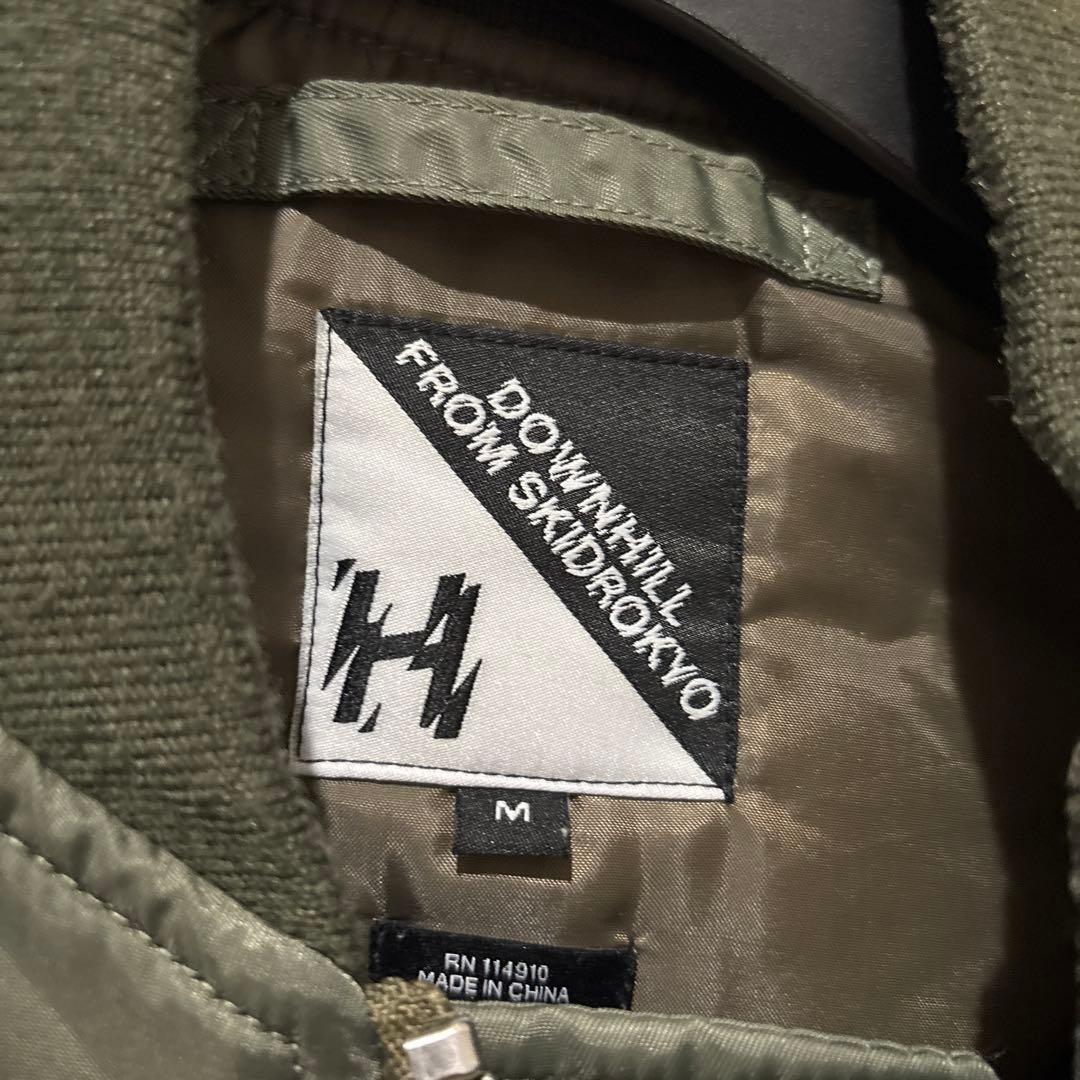 DOWNHILL
FROM SKIDROKYO
H
M
RN 114910
MADE IN CHINA